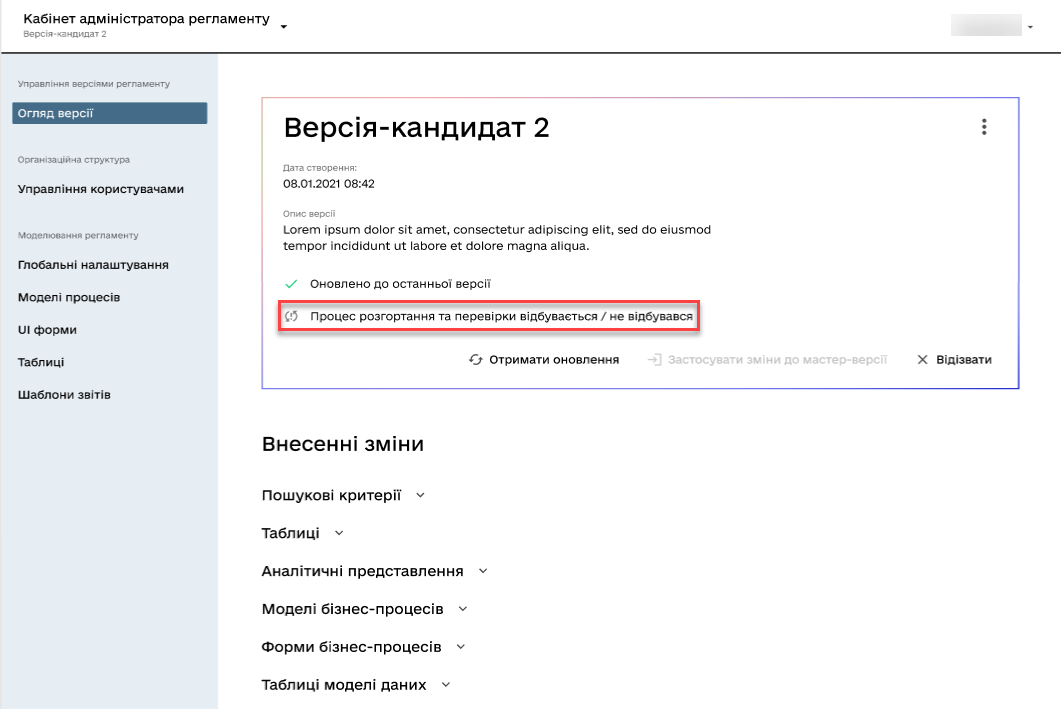 Кабінет адміністратора регламенту
Версія-кандидат 2
Управління версіями регламенту
Огляд версії
Організаційна структура
Управління користувачами
Моделювання регламенту
Глобальні налаштування
Моделі процесів
UI форми
Таблиці
Шаблони звітів
Версія-кандидат 2
Дата створення:
08.01.2021 08:42
Опис версії
Lorem ipsum dolor sit amet, consectetur adipiscing elit, sed do eiusmod
tempor incididunt ut labore et dolore magna aliqua.
Оновлено до останньої версії
Процес розгортання та перевірки відбувається / не відбувався
Отримати оновлення
Застосувати зміни до мастер-версії
Відізвати
Внесенні зміни
Пошукові критерії
Таблиці
Аналітичні представлення
Моделі бізнес-процесів
Форми бізнес-процесів
Таблиці моделі даних